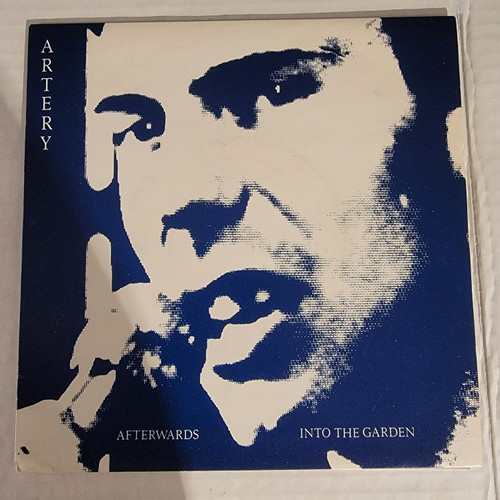 ARTERY
AFTERWARDS
INTO THE GARDEN